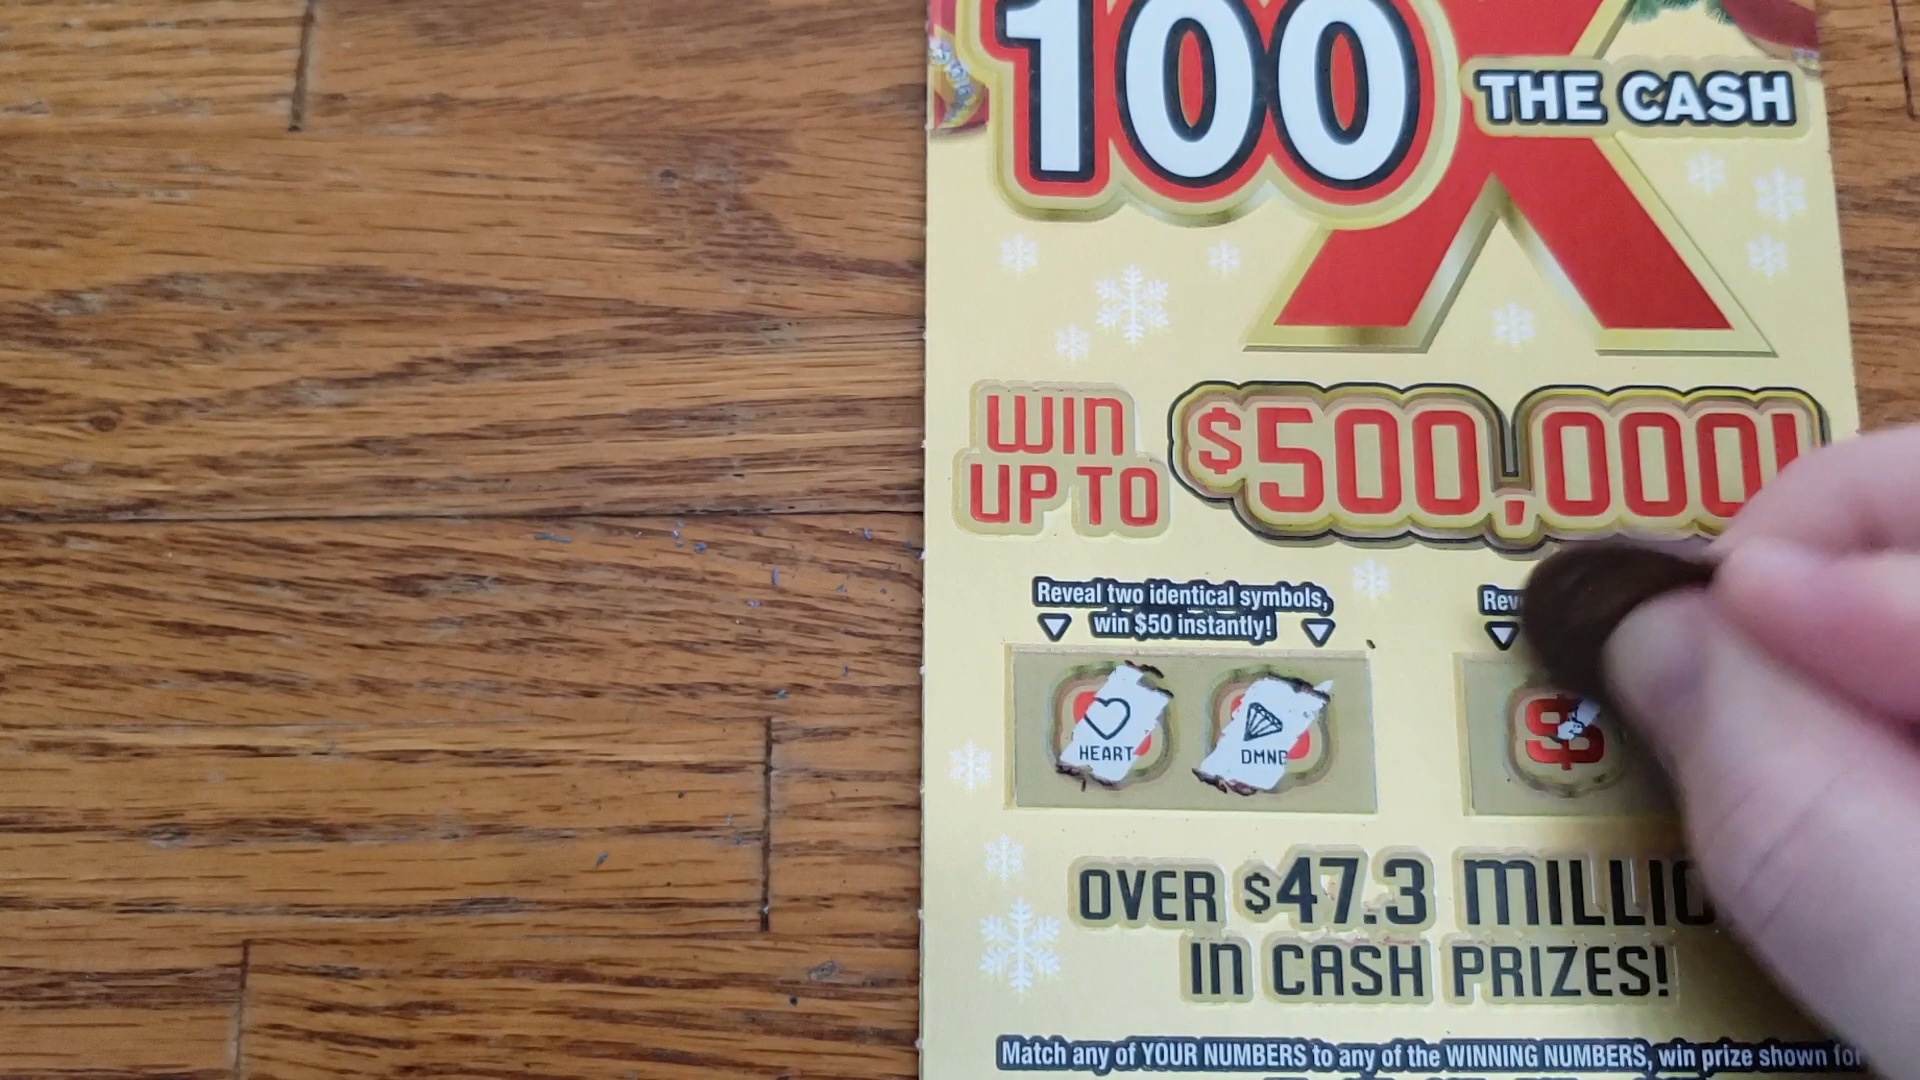 100X
THE CASH
WIN
UP TO
$500,000!
Reveal two identical symbols,
win $50 instantly!
HEART
DMND
OVER $47.3
IN CASH PRIZES!
Match any of YOUR NUMBERS to any of the WINNING NUMBERS, win prize shown for